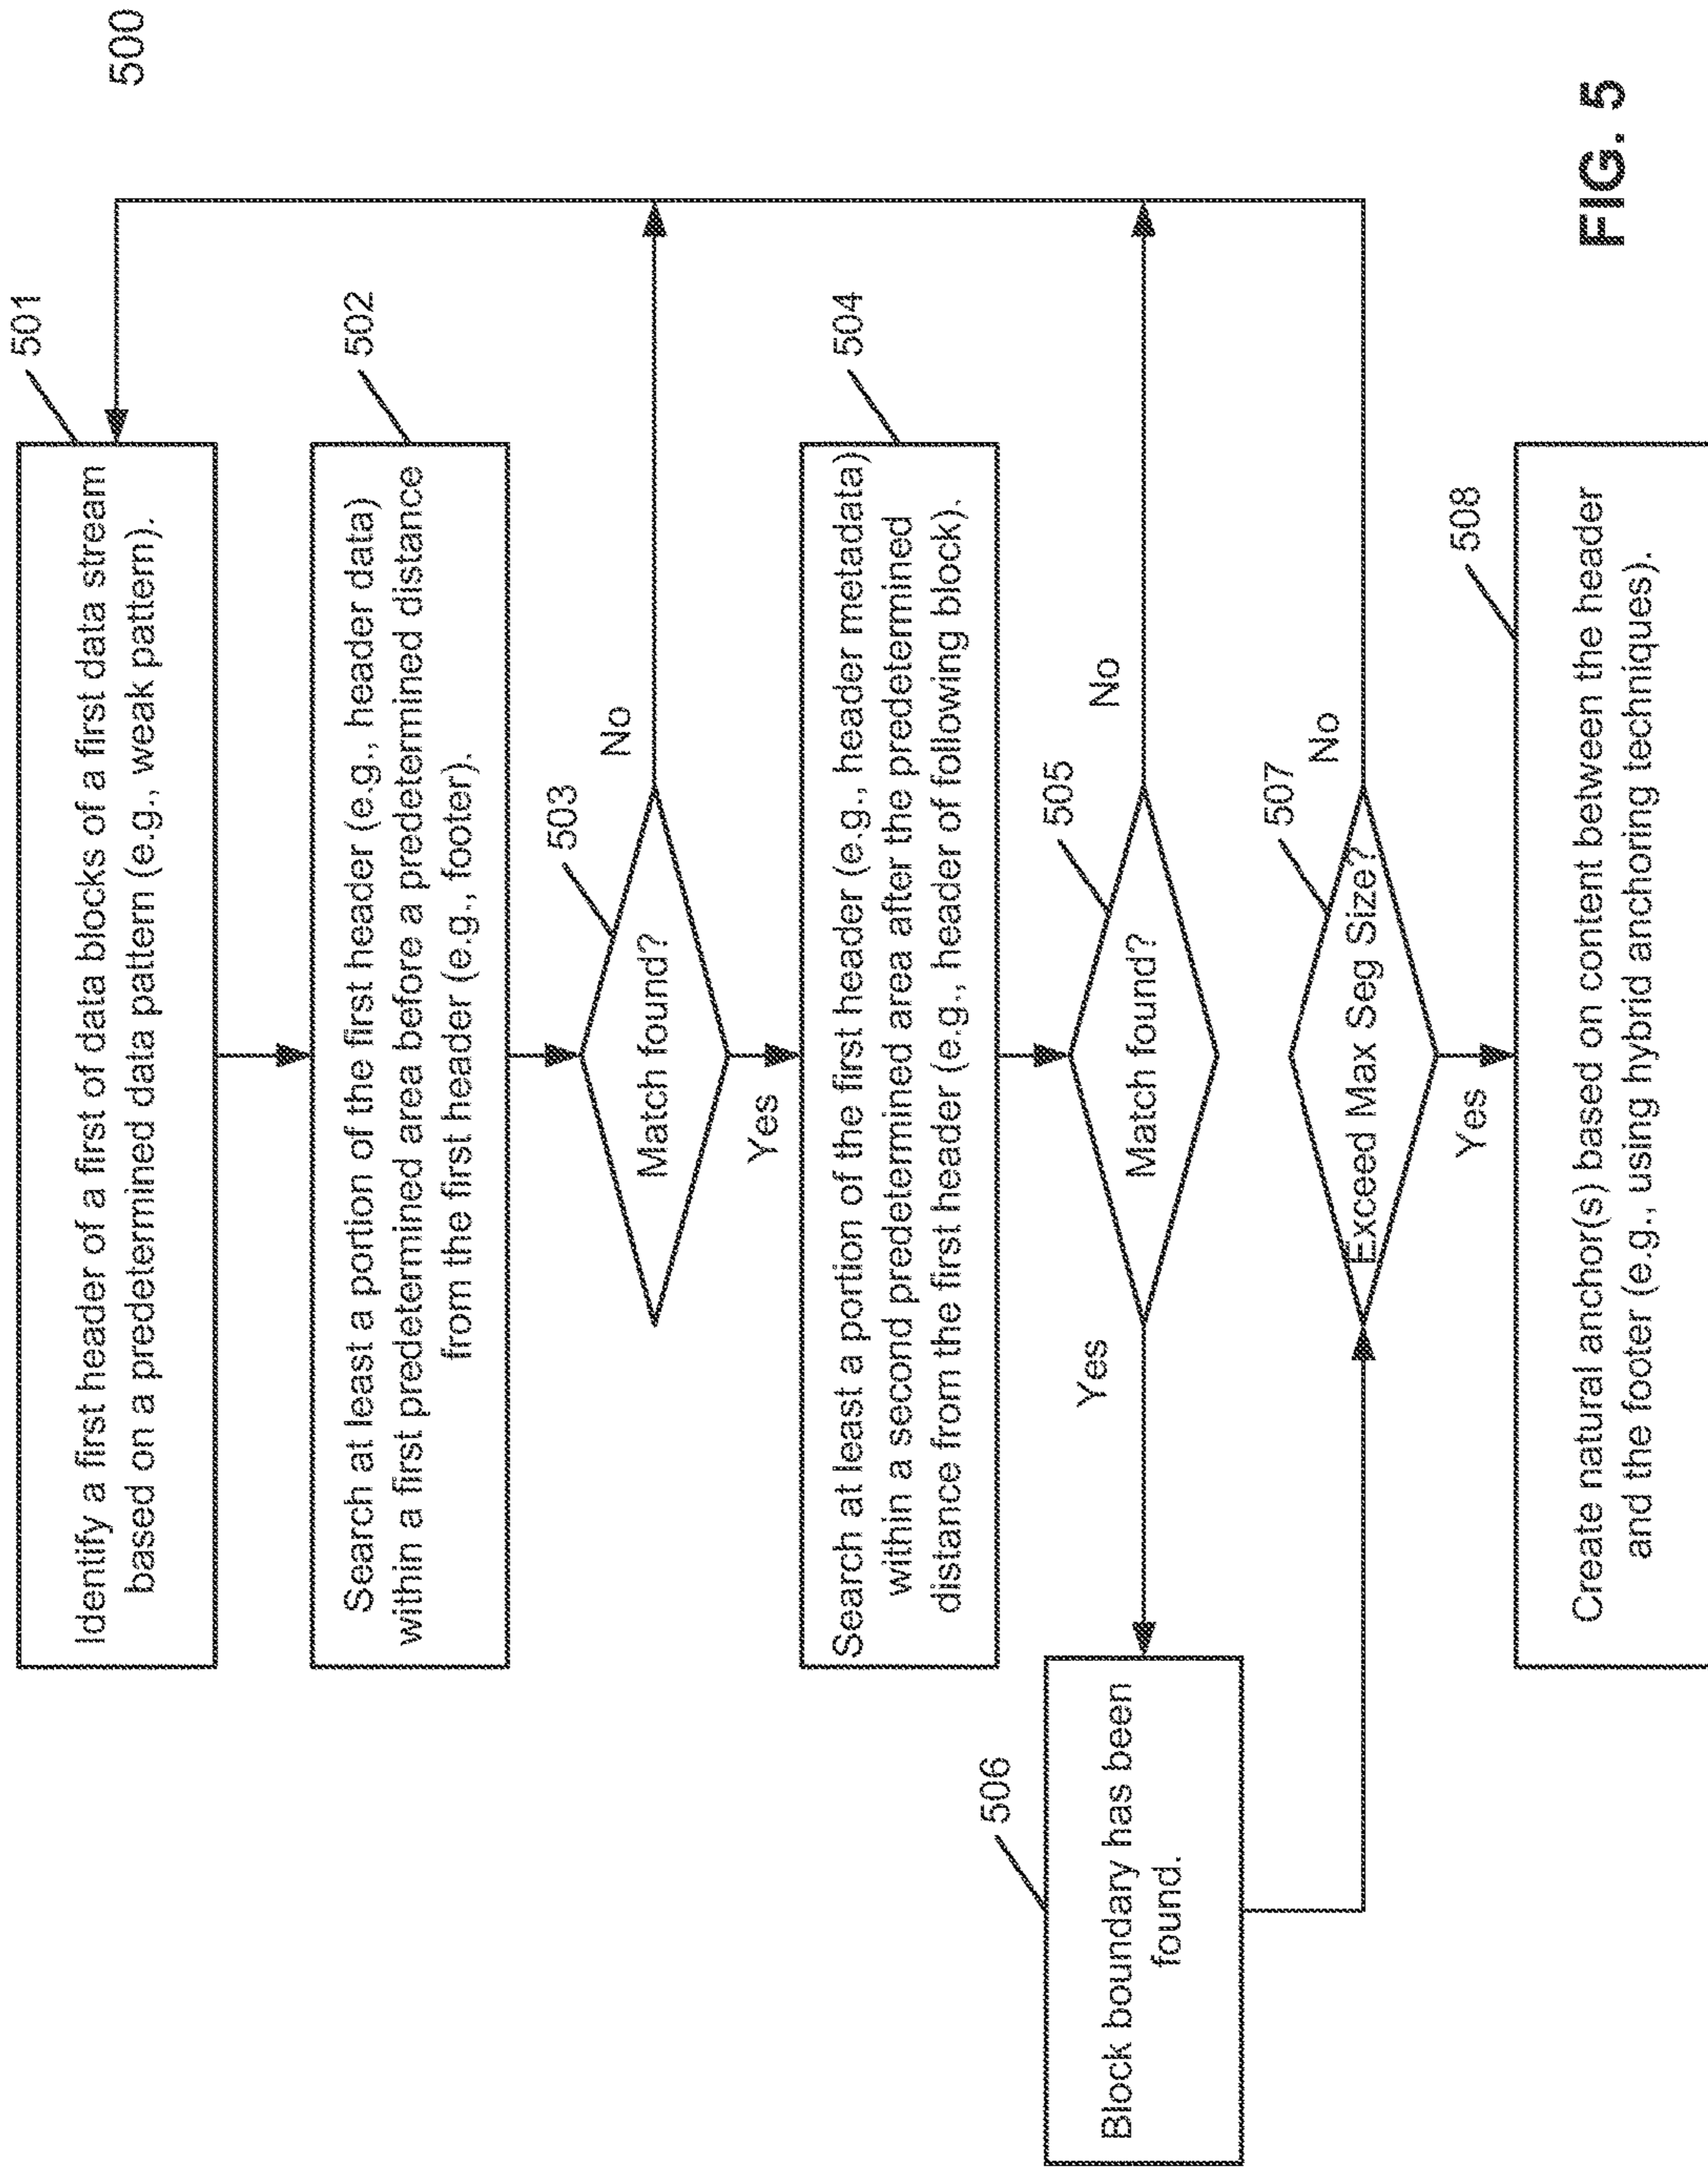 500
501
Identify a first header of a first of data blocks of a first data stream
based on a predetermined data pattern (e.g., weak pattern).
502
Search at least a portion of the first header (e.g., header data)
within a first predetermined area before a predetermined distance
from the first header (e.g., footer).
503
Match found?
No
Yes
504
Search at least a portion of the first header (e.g., header metadata)
within a second predetermined area after the predetermined
distance from the first header (e.g., header of following block).
505
Match found?
No
Yes
506
Block boundary has been
found.
507
Exceed Max Seg Size?
No
Yes
508
Create natural anchor(s) based on content between the header
and the footer (e.g., using hybrid anchoring techniques).
FIG. 5